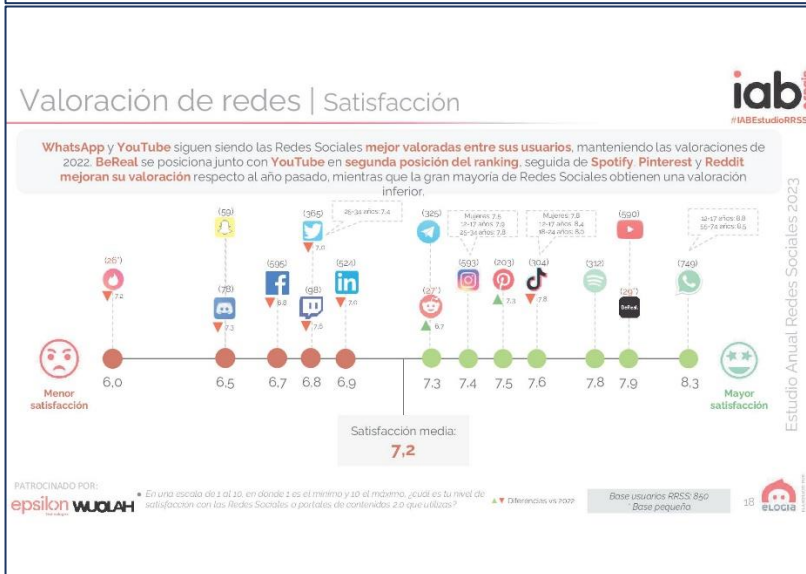 Valoración de redes | Satisfacción
iab
#IABEstudioRRSS
WhatsApp y YouTube siguen siendo las Redes Sociales mejor valoradas entre sus usuarios, manteniendo las valoraciones de
2022. BeReal se posiciona junto con YouTube en segunda posición del ranking, seguida de Spotify. Pinterest y Reddit
mejoran su valoración respecto al año pasado, mientras que la gran mayoría de Redes Sociales obtienen una valoración
inferior.
(59)
(365)
25-34 años: 7,4
(325)
Mujeres: 7,5
12-17 años: 7,9
25-34 años: 7,8
Mujeres: 7,8
12-17 años: 8,4
18-24 años: 8,0
(590)
12-17 años: 8,8
55-74 años: 8,5
(26*)
▼ 7,2
(78)
▼ 7,3
(595)
▼ 6,8
▼ 7,0
(98)
▼ 7,6
(524)
▼ 7,0
(27*)
▲ 6,7
(593)
(203)
▲ 7,3
(304)
▼ 7,8
(312)
(29*)
BeReal.
(749)
Menor
satisfacción
6,0
6,5
6,7
6,8
6,9
7,3
7,4
7,5
7,6
7,8
7,9
8,3
Mayor
satisfacción
Satisfacción media:
7,2
Estudio Anual Redes Sociales 2023
PATROCINADO POR:
epsilon
WUOLAH
• En una escala de 1 al 10, en donde 1 es el mínimo y 10 el máximo, ¿cuál es tu nivel de
satisfacción con las Redes Sociales o portales de contenidos 2.0 que utilizas?
▲ ▼ Diferencias vs 2022
Base usuarios RRSS: 850
* Base pequeña
18
eLOGIA